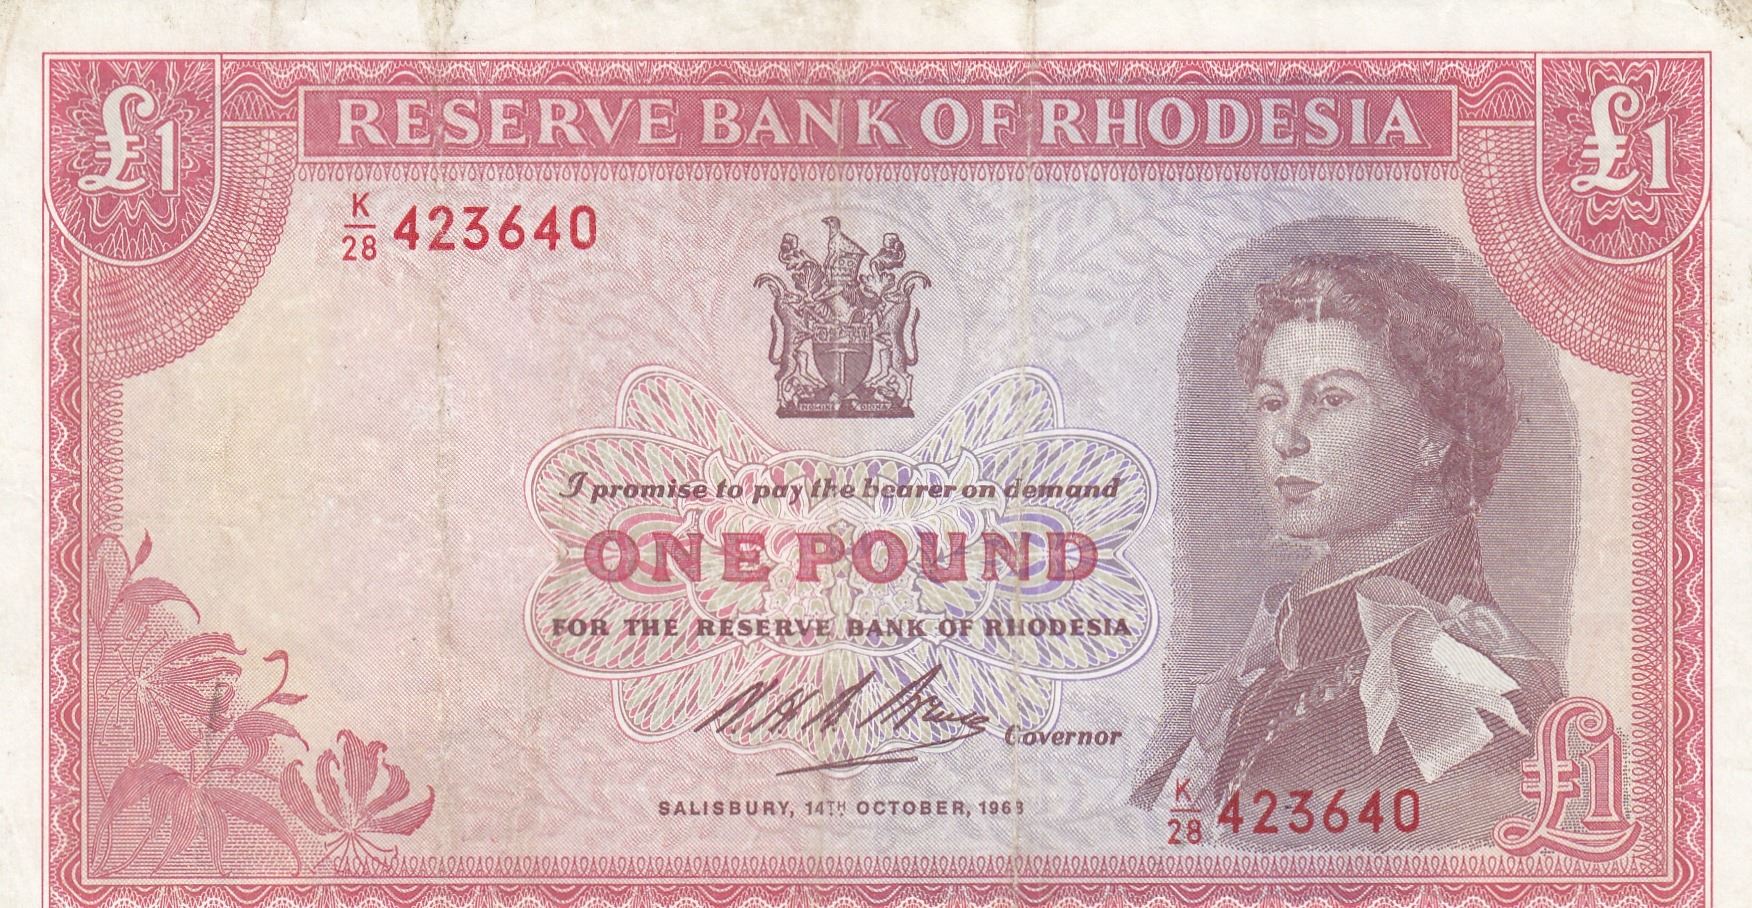 £1 RESERVE BANK OF RHODESIA £1
K/28 423640
I promise to pay the bearer on demand
ONE POUND
FOR THE RESERVE BANK OF RHODESIA
Governor
SALISBURY, 14TH OCTOBER, 1968
K/28 423640
£1